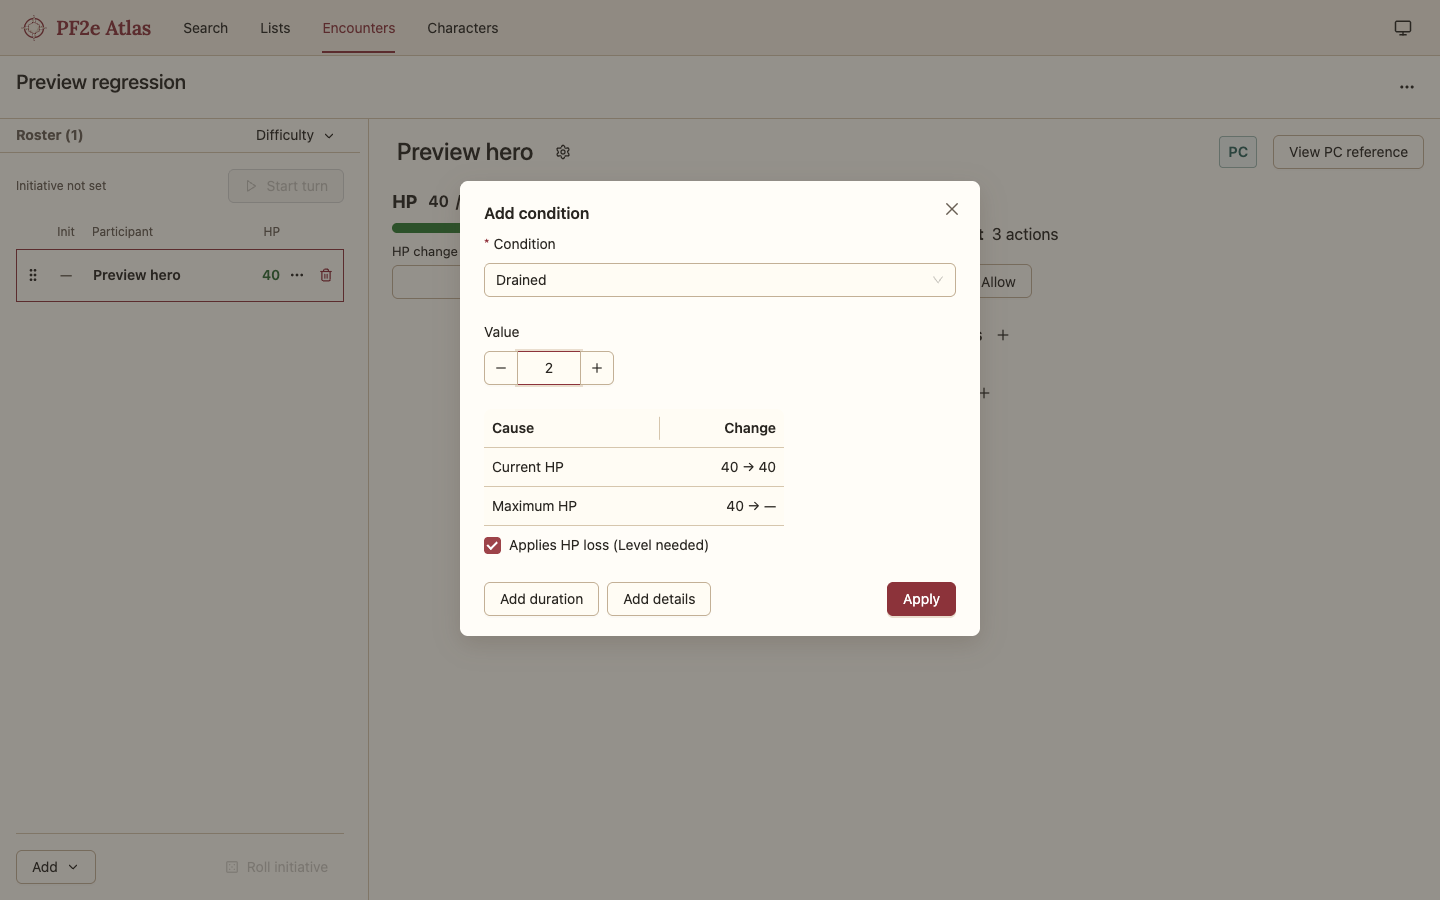 PF2e Atlas
Search
Lists
Encounters
Characters
Preview regression
Roster (1)
Difficulty
Initiative not set
Start turn
Init
Participant
HP
—
Preview hero
40
Add
Roll initiative
Preview hero
PC
View PC reference
HP 40 /
HP change
3 actions
Allow
Add condition
* Condition
Drained
Value
2
Cause Change
Current HP 40 → 40
Maximum HP 40 → —
Applies HP loss (Level needed)
Add duration
Add details
Apply